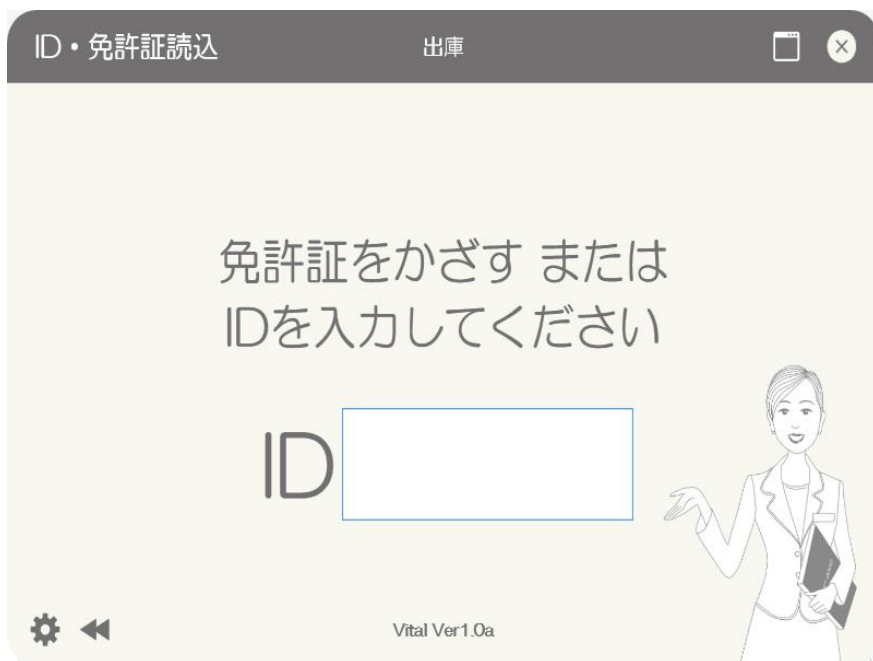 ID・免許証読込
出庫
免許証をかざす または
IDを入力してください
ID
Vital Ver1.0a